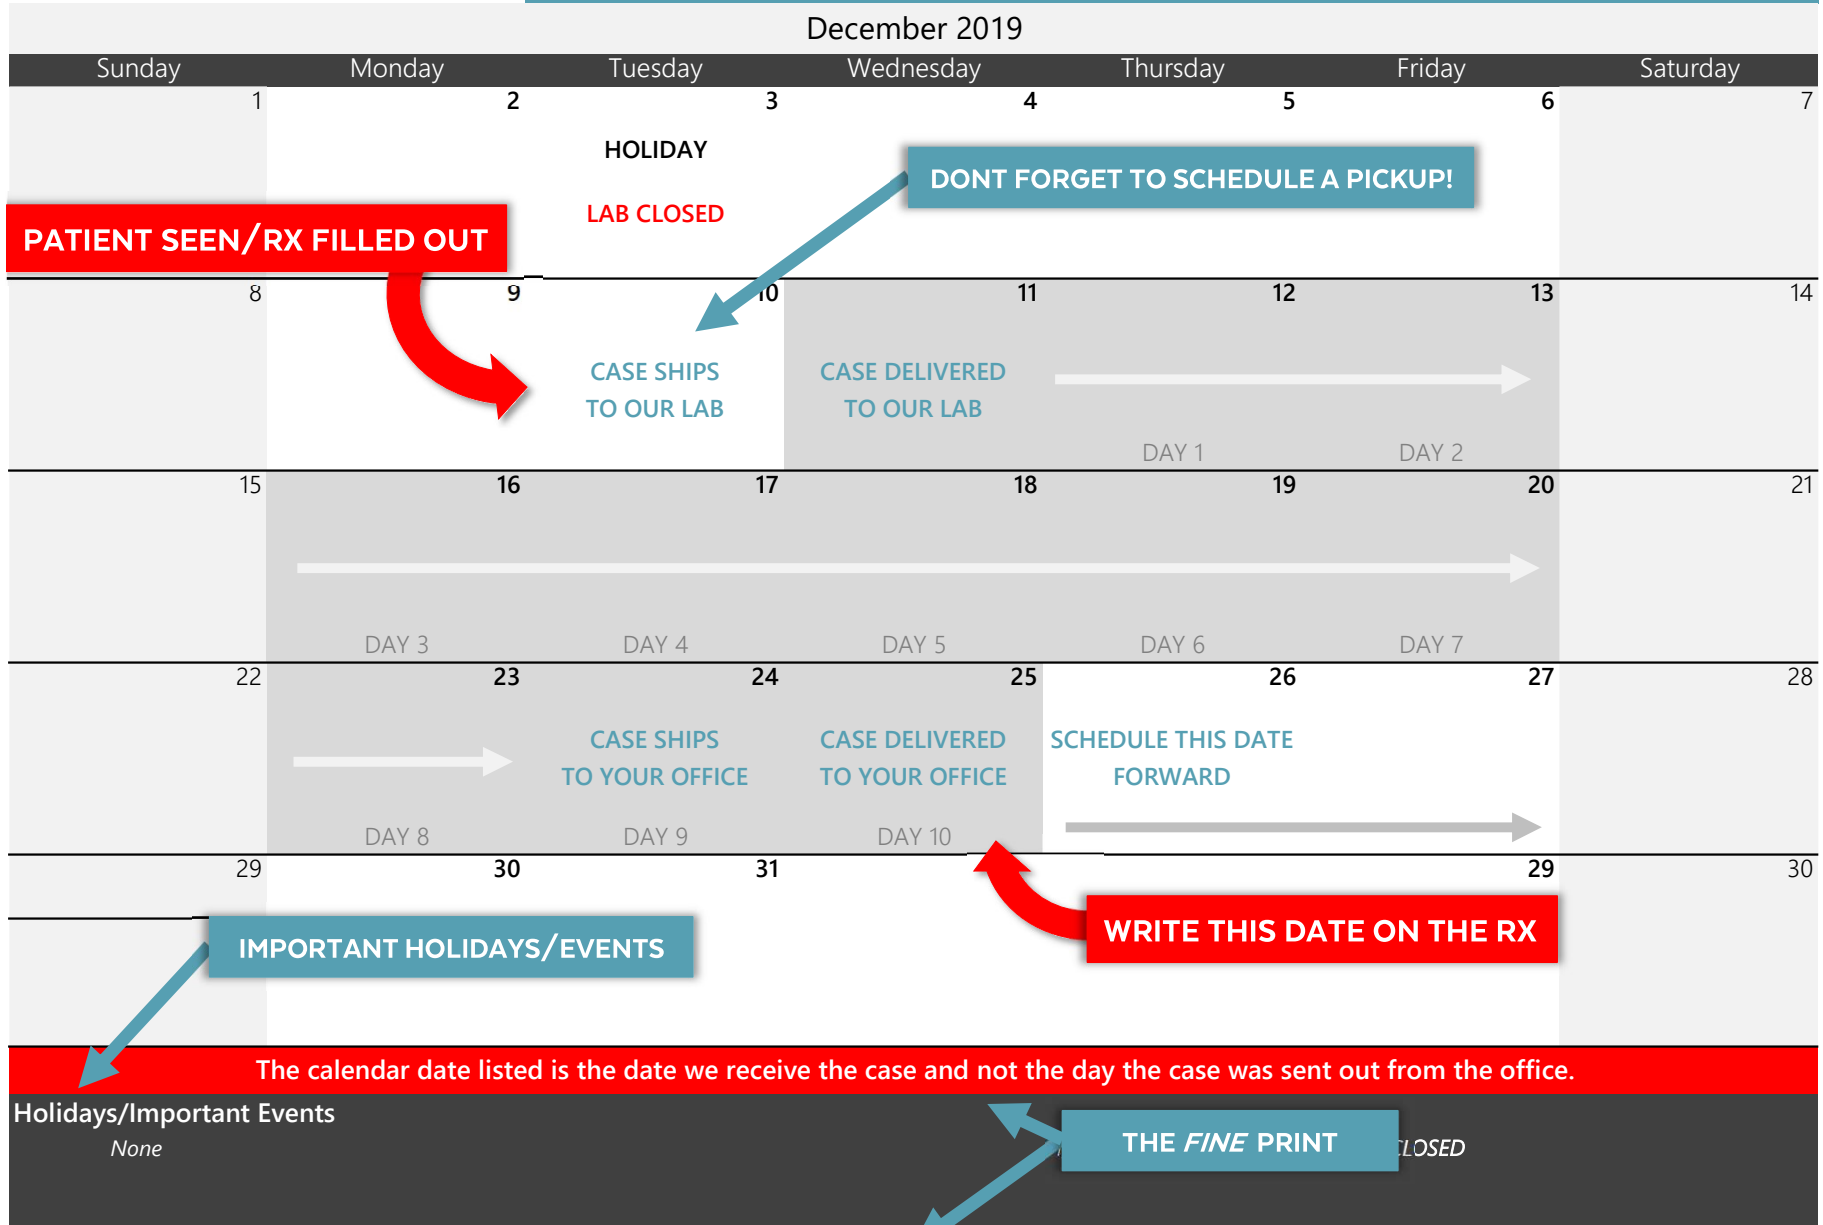 December 2019
Sunday Monday Tuesday Wednesday Thursday Friday Saturday
1 2 3 4 5 6 7
HOLIDAY
LAB CLOSED
DONT FORGET TO SCHEDULE A PICKUP!
PATIENT SEEN/RX FILLED OUT
8 9 10 11 12 13 14
CASE SHIPS
TO OUR LAB
CASE DELIVERED
TO OUR LAB
DAY 1 DAY 2
15 16 17 18 19 20 21
DAY 3 DAY 4 DAY 5 DAY 6 DAY 7
22 23 24 25 26 27 28
CASE SHIPS
TO YOUR OFFICE
CASE DELIVERED
TO YOUR OFFICE
SCHEDULE THIS DATE
FORWARD
DAY 8 DAY 9 DAY 10
29 30 31 29 30
WRITE THIS DATE ON THE RX
IMPORTANT HOLIDAYS/EVENTS
The calendar date listed is the date we receive the case and not the day the case was sent out from the office.
Holidays/Important Events
None
THE FINE PRINT
CLOSED